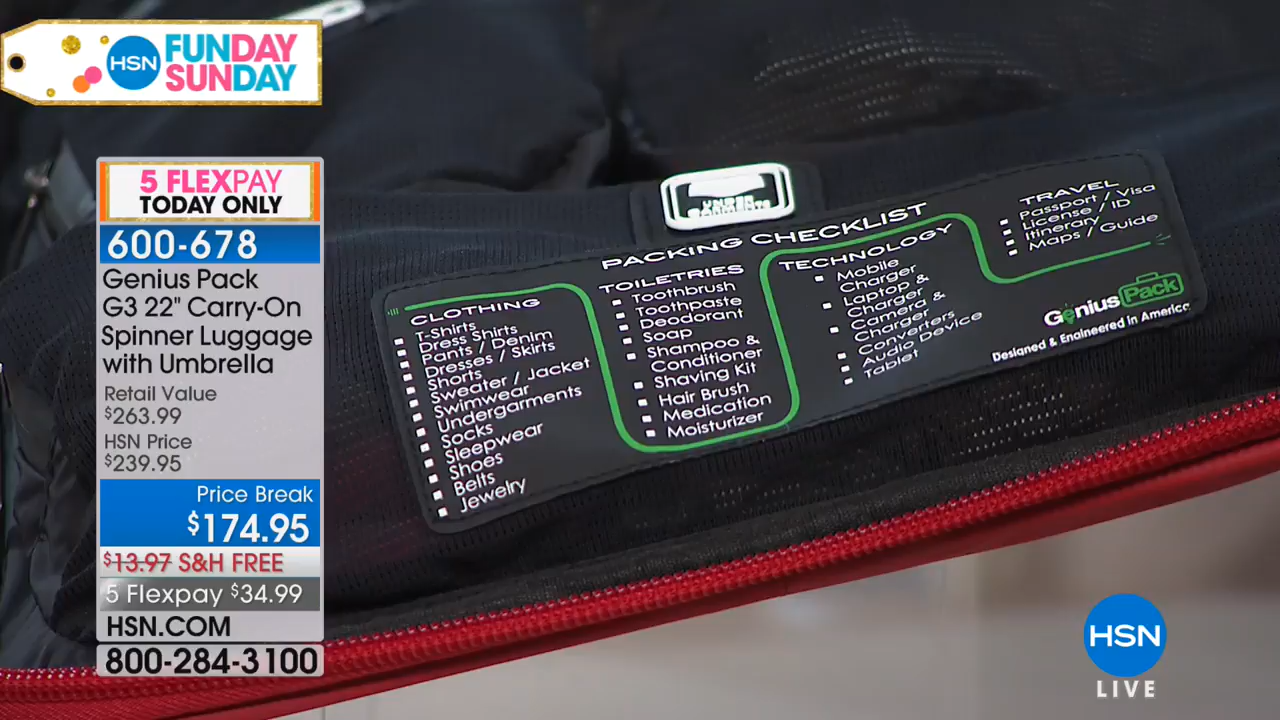 HSN
FUNDAY
SUNDAY
5 FLEXPAY
TODAY ONLY
600-678
Genius Pack
G3 22" Carry-On
Spinner Luggage
with Umbrella
Retail Value
$263.99
HSN Price
$239.95
Price Break
$174.95
$13.97 S&H FREE
5 Flexpay $34.99
HSN.COM
800-284-3100
UNDER
GARMENTS
PACKING CHECKLIST
CLOTHING
T-Shirts
Dress Shirts
Pants / Denim
Dresses / Skirts
Shorts
Sweater / Jacket
Swimwear
Undergarments
Socks
Sleepwear
Shoes
Belts
Jewelry
TOILETRIES
Toothbrush
Toothpaste
Deodorant
Soap
Shampoo &
Conditioner
Shaving Kit
Hair Brush
Medication
Moisturizer
TECHNOLOGY
Mobile
Charger
Laptop &
Charger
Camera &
Charger
Converters
Audio Device
Tablet
TRAVEL
Passport / Visa
License / ID
Itinerary
Maps / Guide
Genius Pack
Designed & Engineered in America
HSN
LIVE